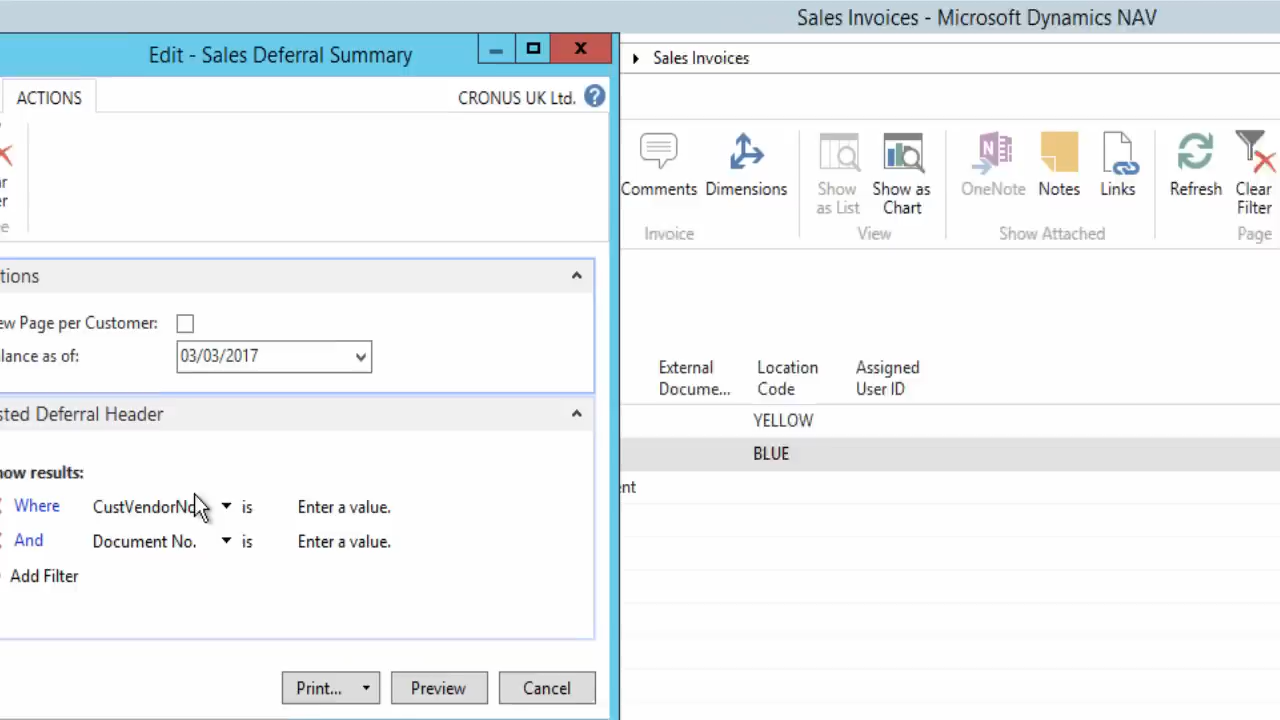 Sales Invoices - Microsoft Dynamics NAV
Edit - Sales Deferral Summary
Sales Invoices
ACTIONS
CRONUS UK Ltd.
Comments
Dimensions
Show as List
Show as Chart
OneNote
Notes
Links
Refresh
Clear Filter
Invoice
View
Show Attached
Page
tions
ew Page per Customer:
lance as of:
03/03/2017
External Docume...
Location Code
Assigned User ID
sted Deferral Header
YELLOW
BLUE
ow results:
ent
Where CustVendorNo is Enter a value.
And Document No. is Enter a value.
Add Filter
Print... Preview Cancel